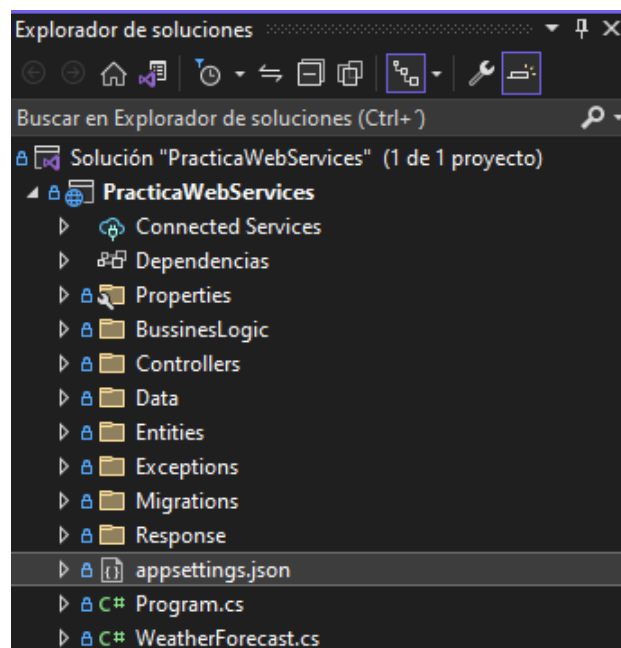 Explorador de soluciones
Buscar en Explorador de soluciones (Ctrl+´)
Solución "PracticaWebServices" (1 de 1 proyecto)
PracticaWebServices
Connected Services
Dependencias
Properties
BussinesLogic
Controllers
Data
Entities
Exceptions
Migrations
Response
appsettings.json
C# Program.cs
C# WeatherForecast.cs